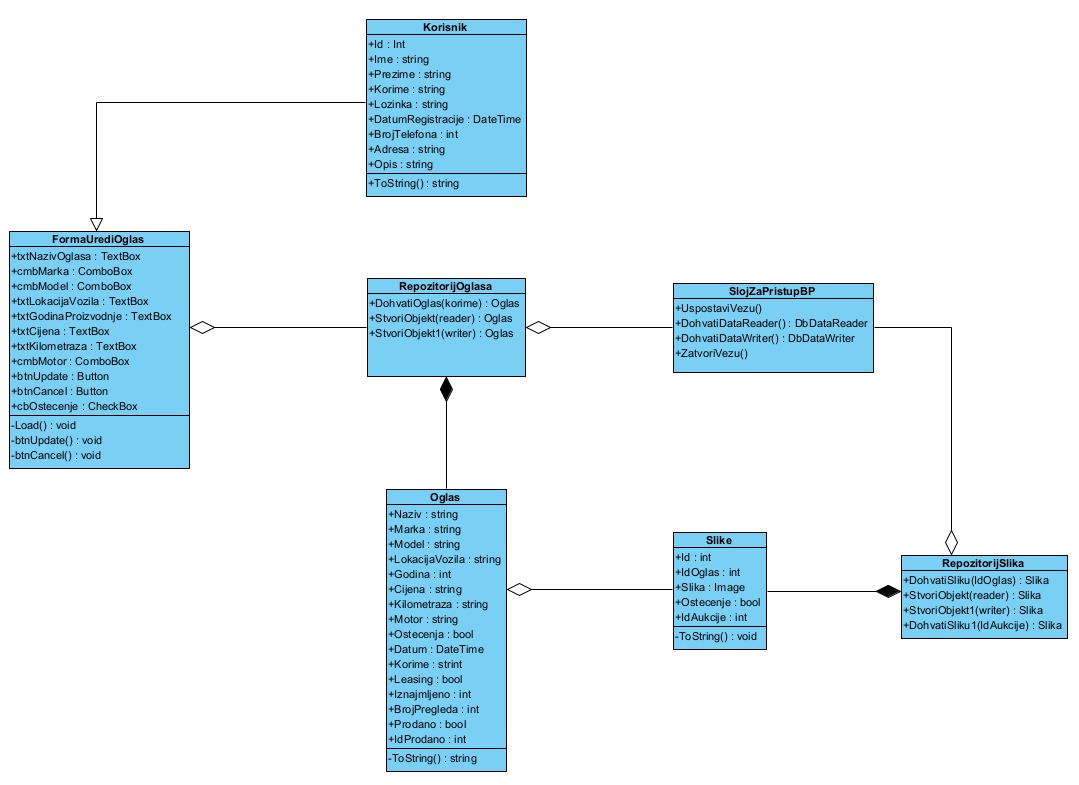 Korisnik
+Id : Int
+Ime : string
+Prezime : string
+Korime : string
+Lozinka : string
+DatumRegistracije : DateTime
+BrojTelefona : int
+Adresa : string
+Opis : string
+ToString() : string
FormaUrediOglas
+txtNazivOglasa : TextBox
+cmbMarka : ComboBox
+cmbModel : ComboBox
+txtLokacijaVozila : TextBox
+txtGodinaProizvodnje : TextBox
+txtCijena : TextBox
+txtKilometraza : TextBox
+cmbMotor : ComboBox
+btnUpdate : Button
+btnCancel : Button
+cbOstecenje : CheckBox
-Load() : void
-btnUpdate() : void
-btnCancel() : void
RepozitorijOglasa
+DohvatiOglas(korime) : Oglas
+StvoriObjekt(reader) : Oglas
+StvoriObjekt1(writer) : Oglas
SlojZaPristupBP
+UspostaviVezu()
+DohvatiDataReader() : DbDataReader
+DohvatiDataWriter() : DbDataWriter
+ZatvoriVezu()
Oglas
+Naziv : string
+Marka : string
+Model : string
+LokacijaVozila : string
+Godina : int
+Cijena : string
+Kilometraza : string
+Motor : string
+Ostecenja : bool
+Datum : DateTime
+Korime : strint
+Leasing : bool
+Iznajmljeno : int
+BrojPregleda : int
+Prodano : bool
+IdProdano : int
-ToString() : string
Slike
+Id : int
+IdOglas : int
+Slika : Image
+Ostecenje : bool
+IdAukcije : int
-ToString() : void
RepozitorijSlika
+DohvatiSliku(IdOglas) : Slika
+StvoriObjekt(reader) : Slika
+StvoriObjekt1(writer) : Slika
+DohvatiSliku1(IdAukcije) : Slika